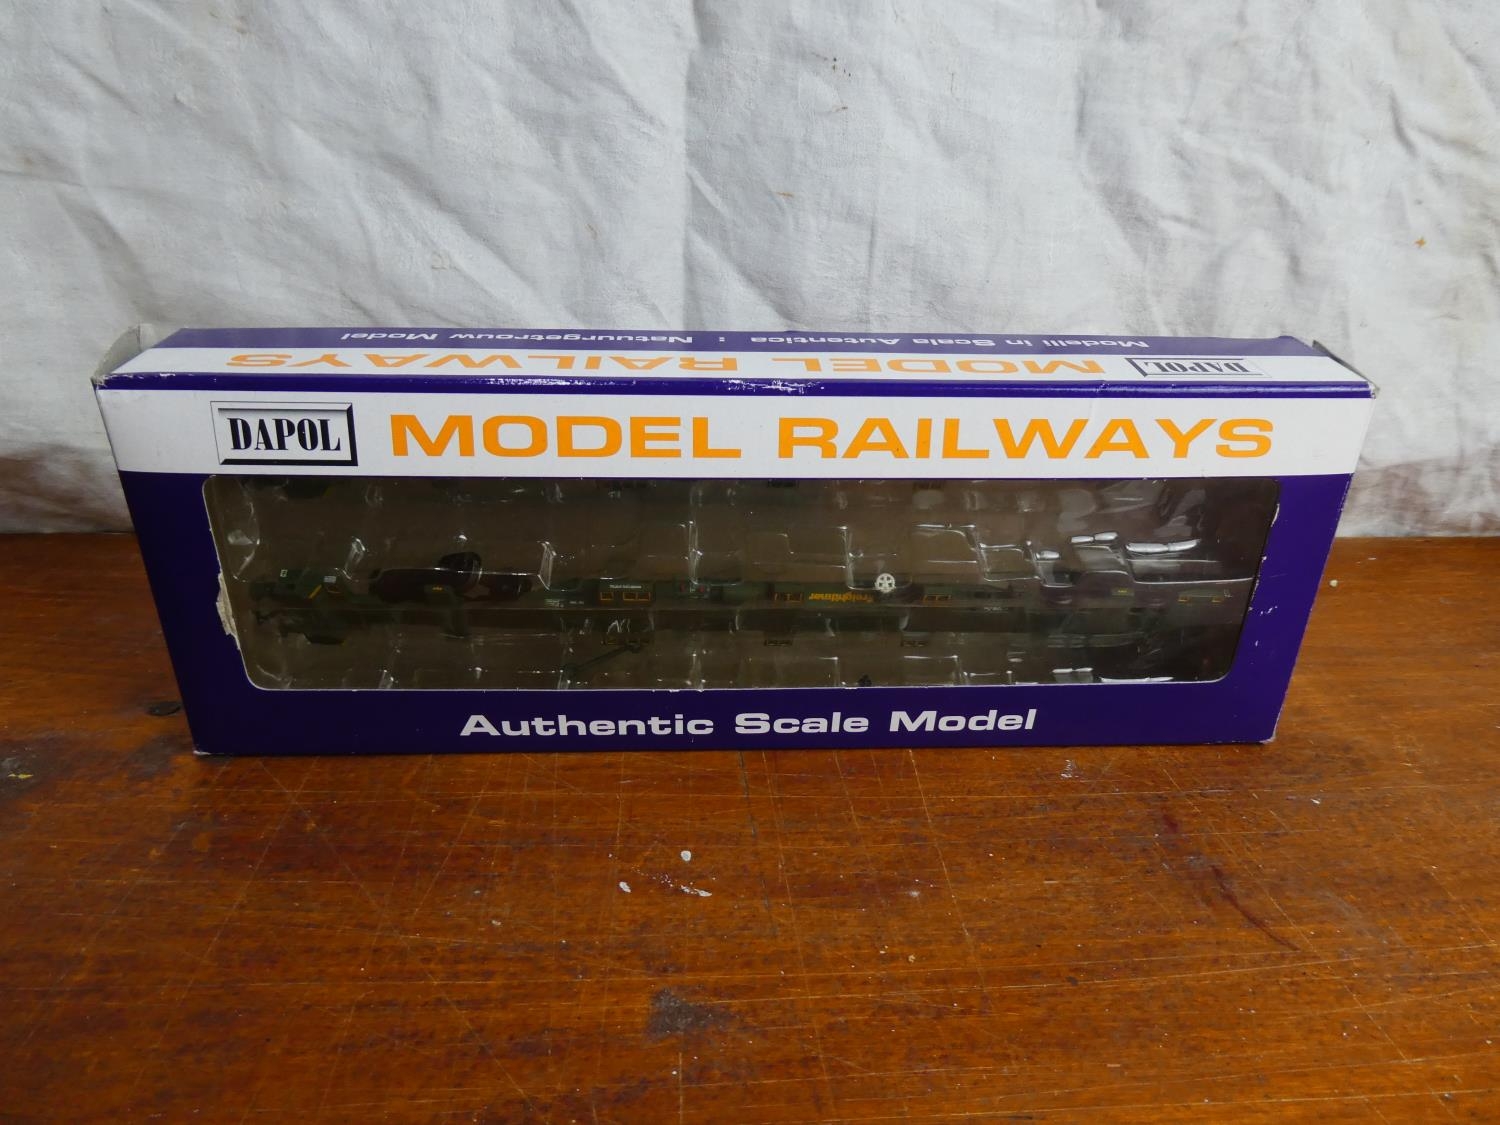 Modelli in Scala Autentica : Natuurgetrouw Model
DAPOL MODEL RAILWAYS
DAPOL MODEL RAILWAYS
Freightliner
Authentic Scale Model